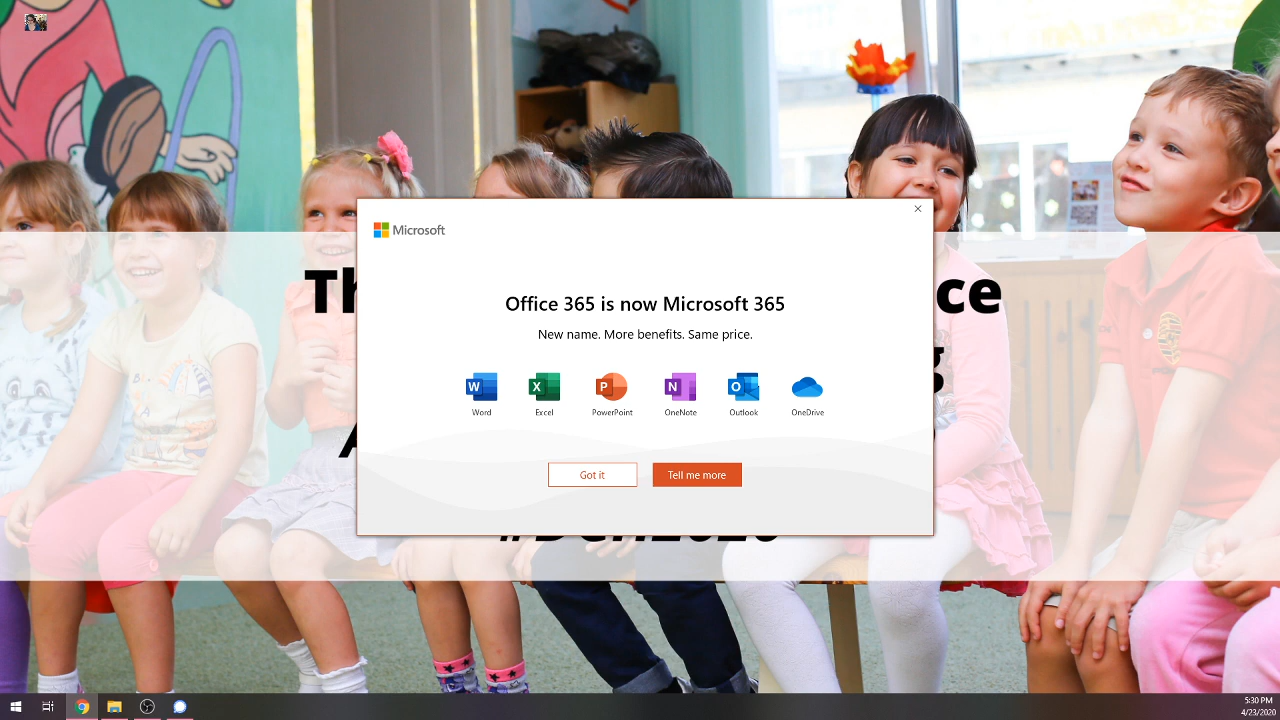 Microsoft
Office 365 is now Microsoft 365
New name. More benefits. Same price.
W X P N O
Word Excel PowerPoint OneNote Outlook OneDrive
Got it Tell me more
5:30 PM
4/23/2020